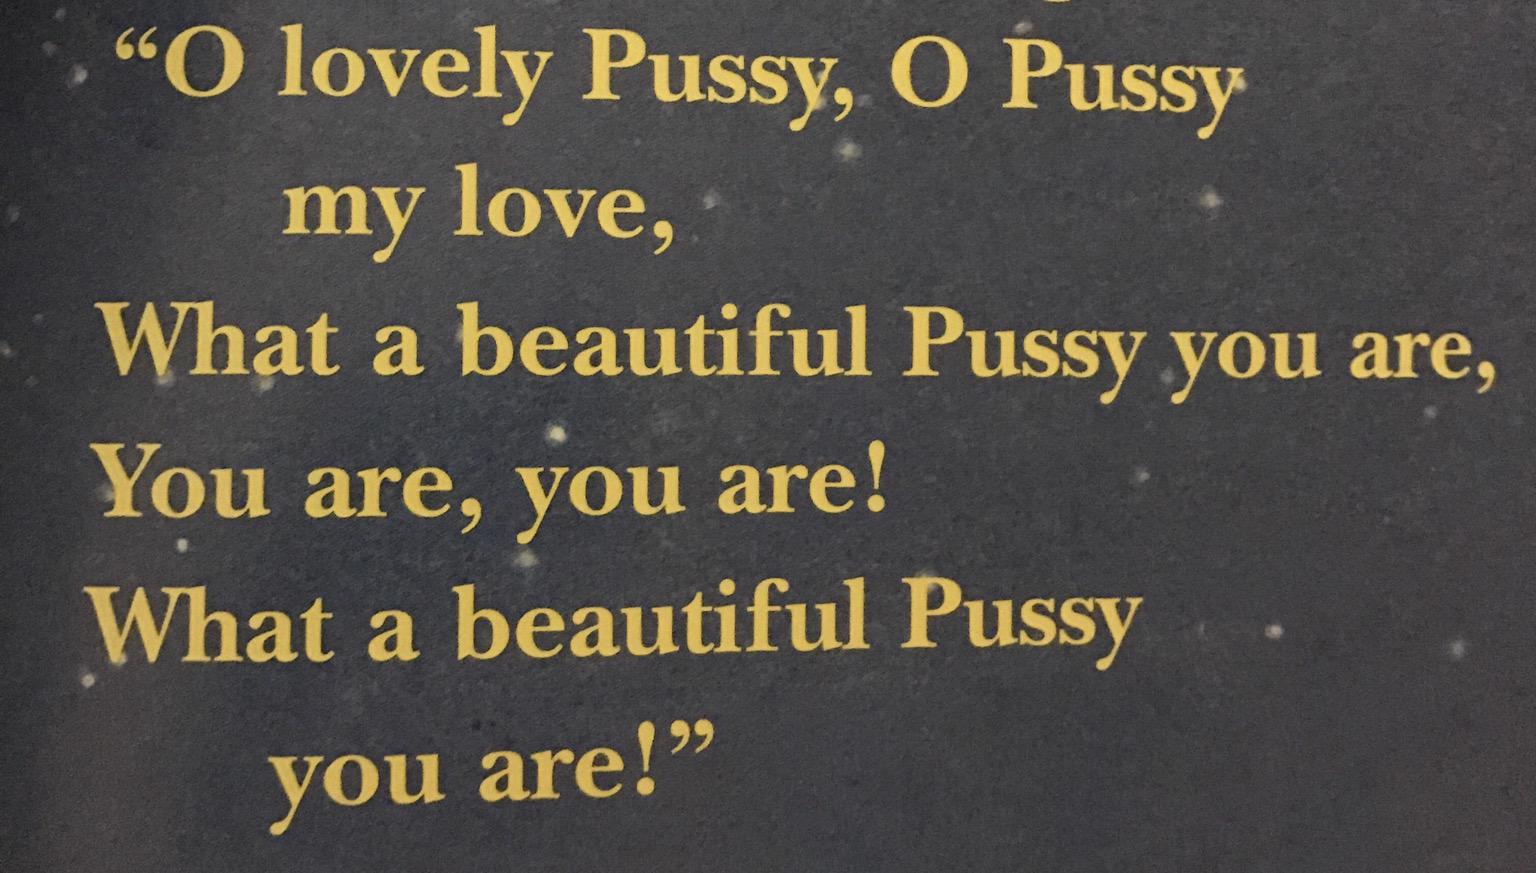 “O lovely Pussy, O Pussy
my love,
What a beautiful Pussy you are,
You are, you are!
What a beautiful Pussy
you are!”